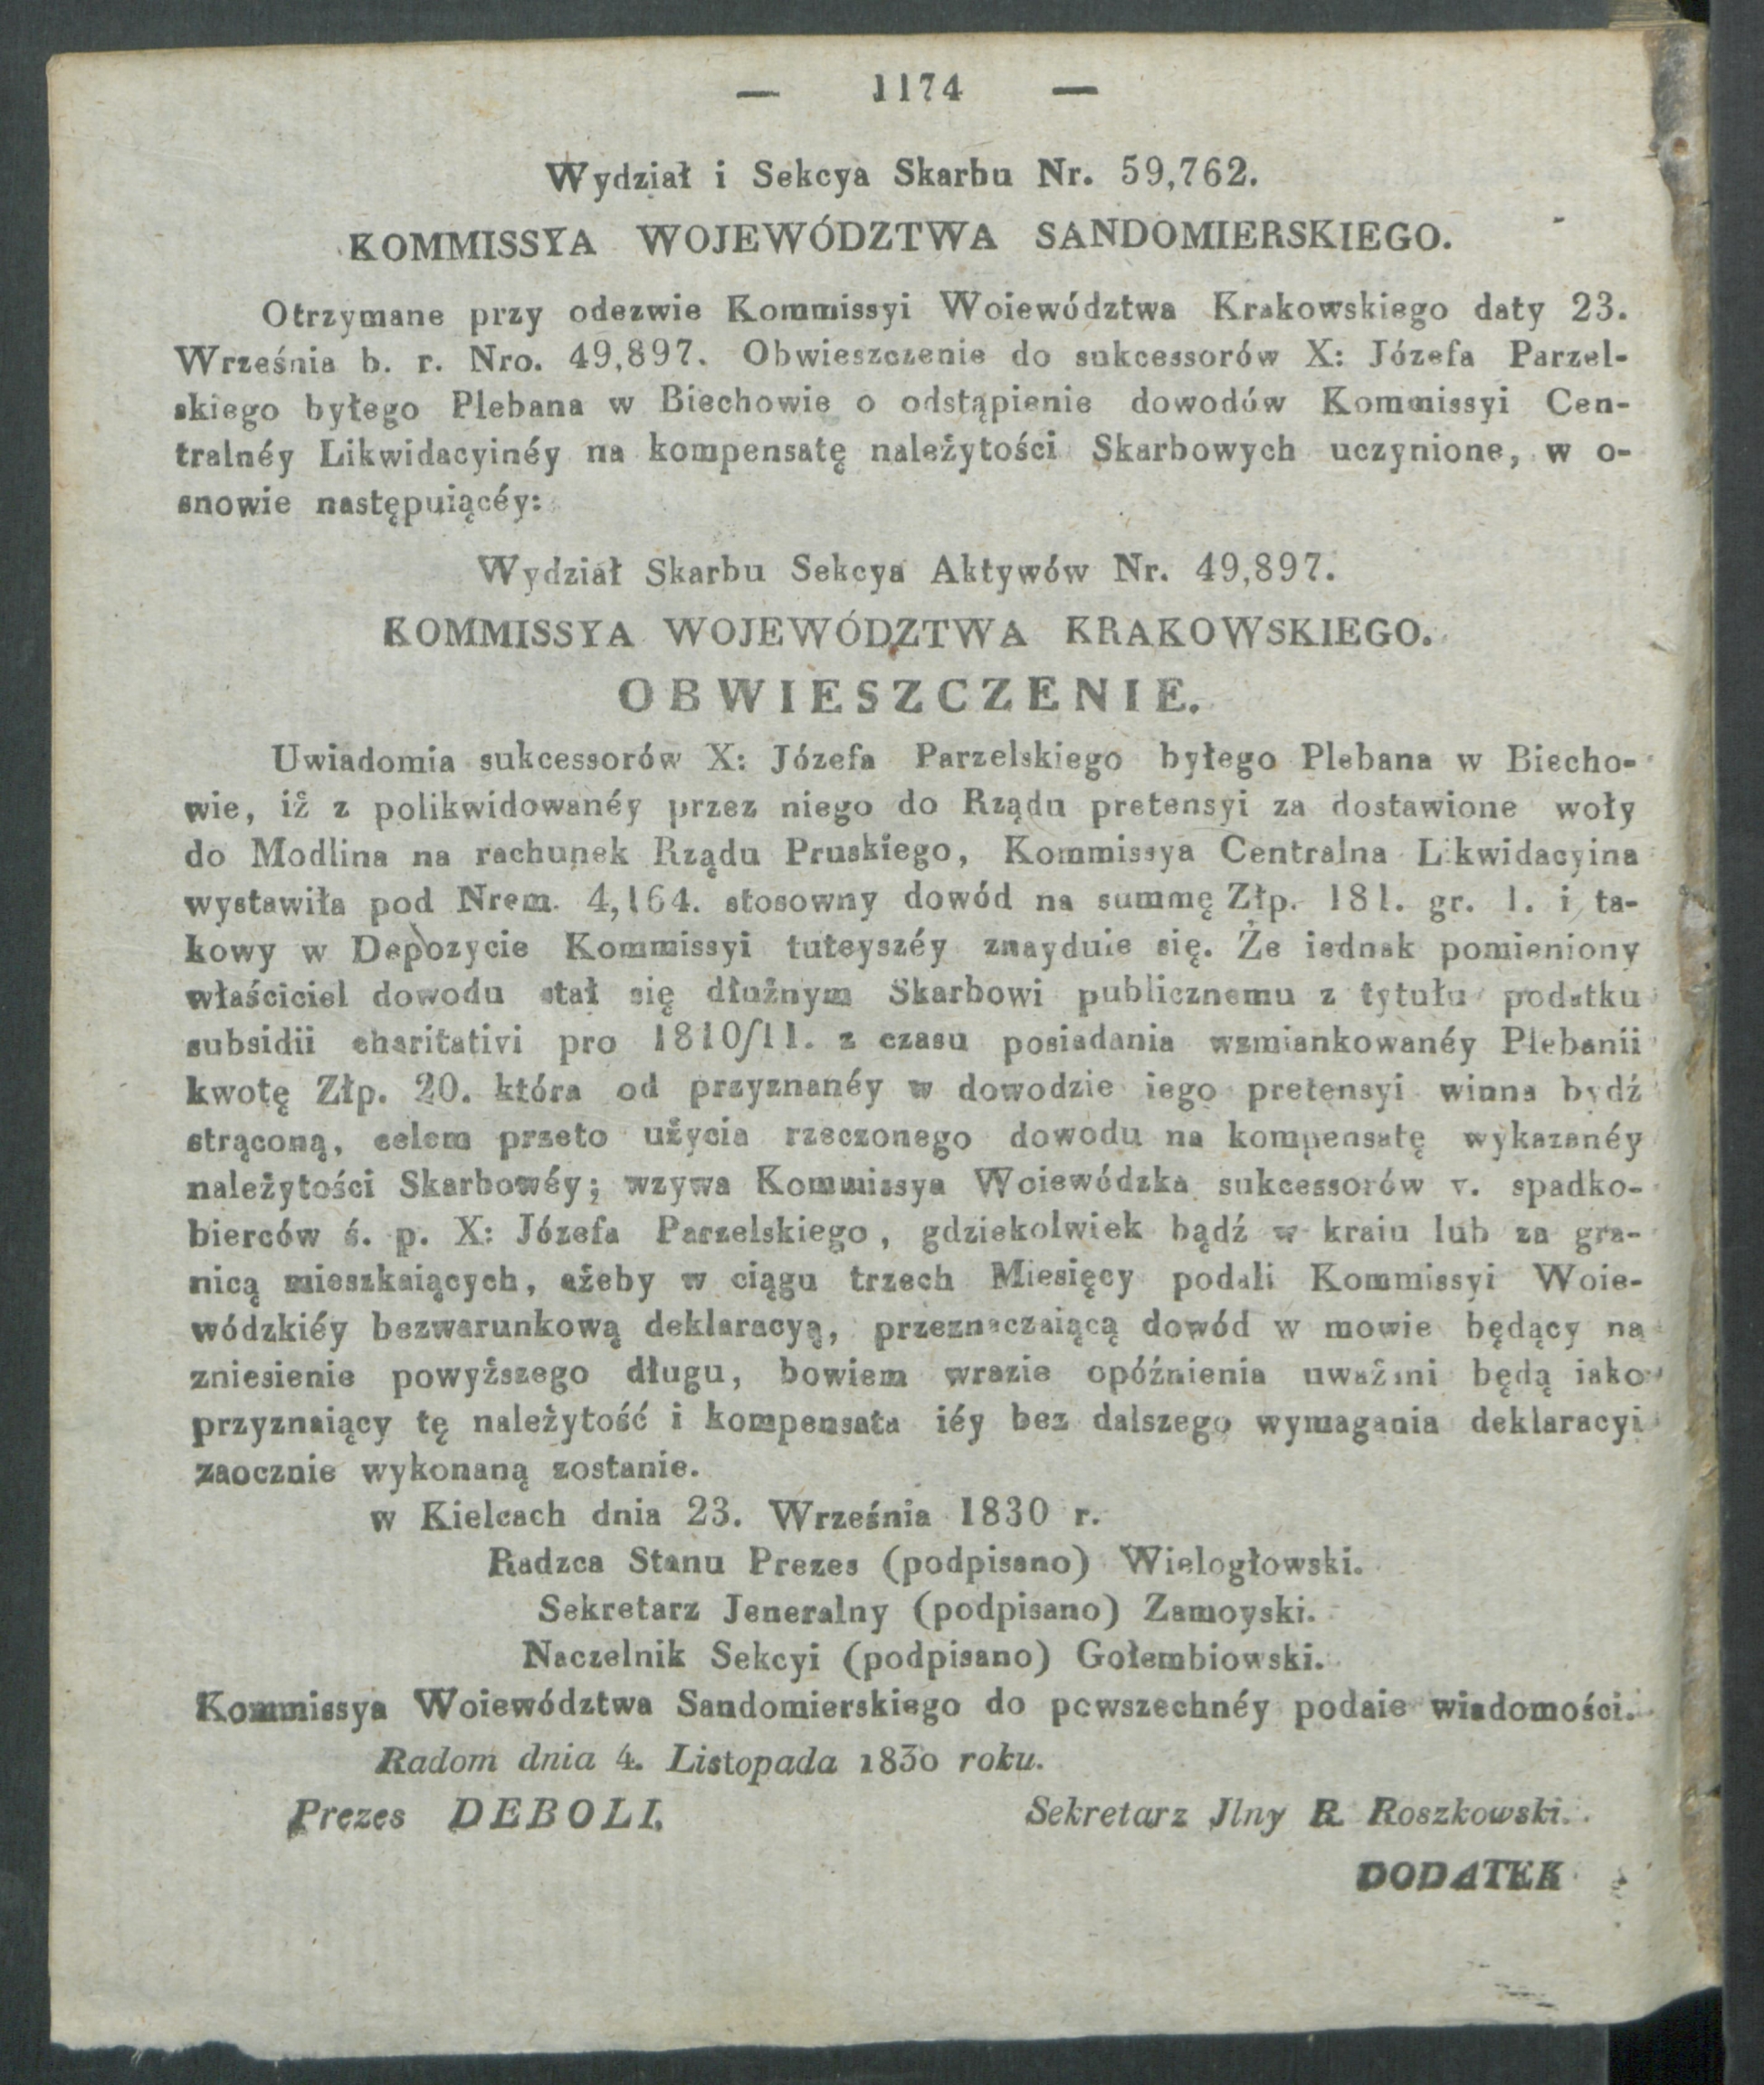 — 1174 —
Wydział i Sekcya Skarbu Nr. 59,762.
KOMMISSYA WOJEWÓDZTWA SANDOMIERSKIEGO.
Otrzymane przy odezwie Kommissyi Woiewództwa Krakowskiego daty 23.
Września b. r. Nro. 49,897. Obwieszczenie do sukcessorów X: Józefa Parzel-
skiego byłego Plebana w Biechowie o odstąpienie dowodów Kommissyi Cen-
tralnéy Likwidacyinéy na kompensatę należytości Skarbowych uczynione, w o-
snowie następuiącéy:
Wydział Skarbu Sekcya Aktywów Nr. 49,897.
KOMMISSYA WOJEWÓDZTWA KRAKOWSKIEGO.
OBWIESZCZENIE.
Uwiadomia sukcessorów X: Józefa Parzelskiego byłego Plebana w Biecho-
wie, iż z polikwidowanéy przez niego do Rządu pretensyi za dostawione woły
do Modlina na rachunek Rządu Pruskiego, Kommissya Centralna Likwidacyina
wystawiła pod Nrem. 4,164. stosowny dowód na summę Złp. 181. gr. 1. i ta-
kowy w Depozycie Kommissyi tuteyszéy znayduie się. Że iednak pomieniony
właściciel dowodu stał się dłużnym Skarbowi publicznemu z tytułu podatku
subsidii charitativi pro 1810/11. z czasu posiadania wzmiankowanéy Plebanii
kwotę Złp. 20. która od przyznanéy w dowodzie iego pretensyi winna bydź
strąconą, celem przeto użycia rzeczonego dowodu na kompensatę wykazanéy
należytości Skarbowéy; wzywa Kommissya Woiewódzka sukcessorów v. spadko-
bierców ś. p. X: Józefa Parzelskiego, gdziekolwiek bądź w kraiu lub za gra-
nicą mieszkaiących, ażeby w ciągu trzech Miesięcy podali Kommissyi Woie-
wódzkiéy bezwarunkową deklaracyą, przeznaczaiącą dowód w mowie będący na
zniesienie powyższego długu, bowiem wrazie opóźnienia uważani będą iako
przyznaiący tę należytość i kompensata iéy bez dalszego wymagania deklaracyi
zaocznie wykonaną zostanie.
w Kielcach dnia 23. Września 1830 r.
Radzca Stanu Prezes (podpisano) Wielogłowski.
Sekretarz Jeneralny (podpisano) Zamoyski.
Naczelnik Sekcyi (podpisano) Gołembiowski.
Kommissya Woiewództwa Sandomierskiego do powszechnéy podaie wiadomości.
Radom dnia 4. Listopada 1830 roku.
Prezes DEBOLI. Sekretarz Jlny R. Roszkowski.
DODATEK